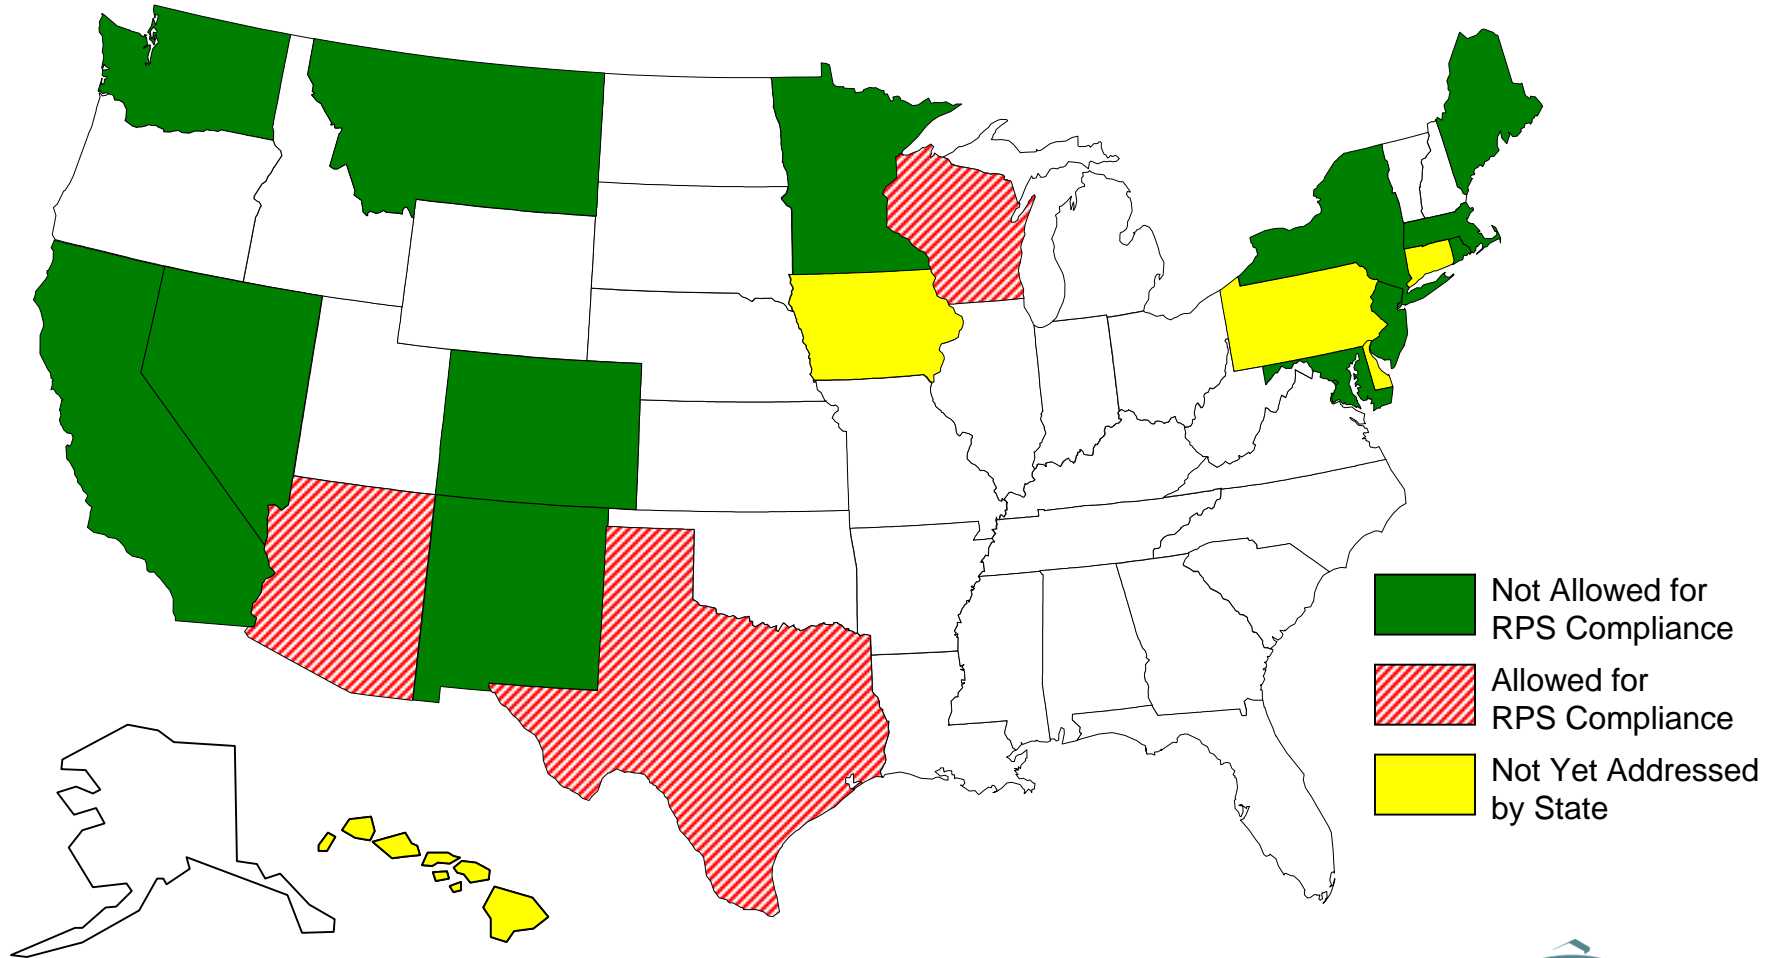 Not Allowed for
RPS Compliance
Allowed for
RPS Compliance
Not Yet Addressed
by State